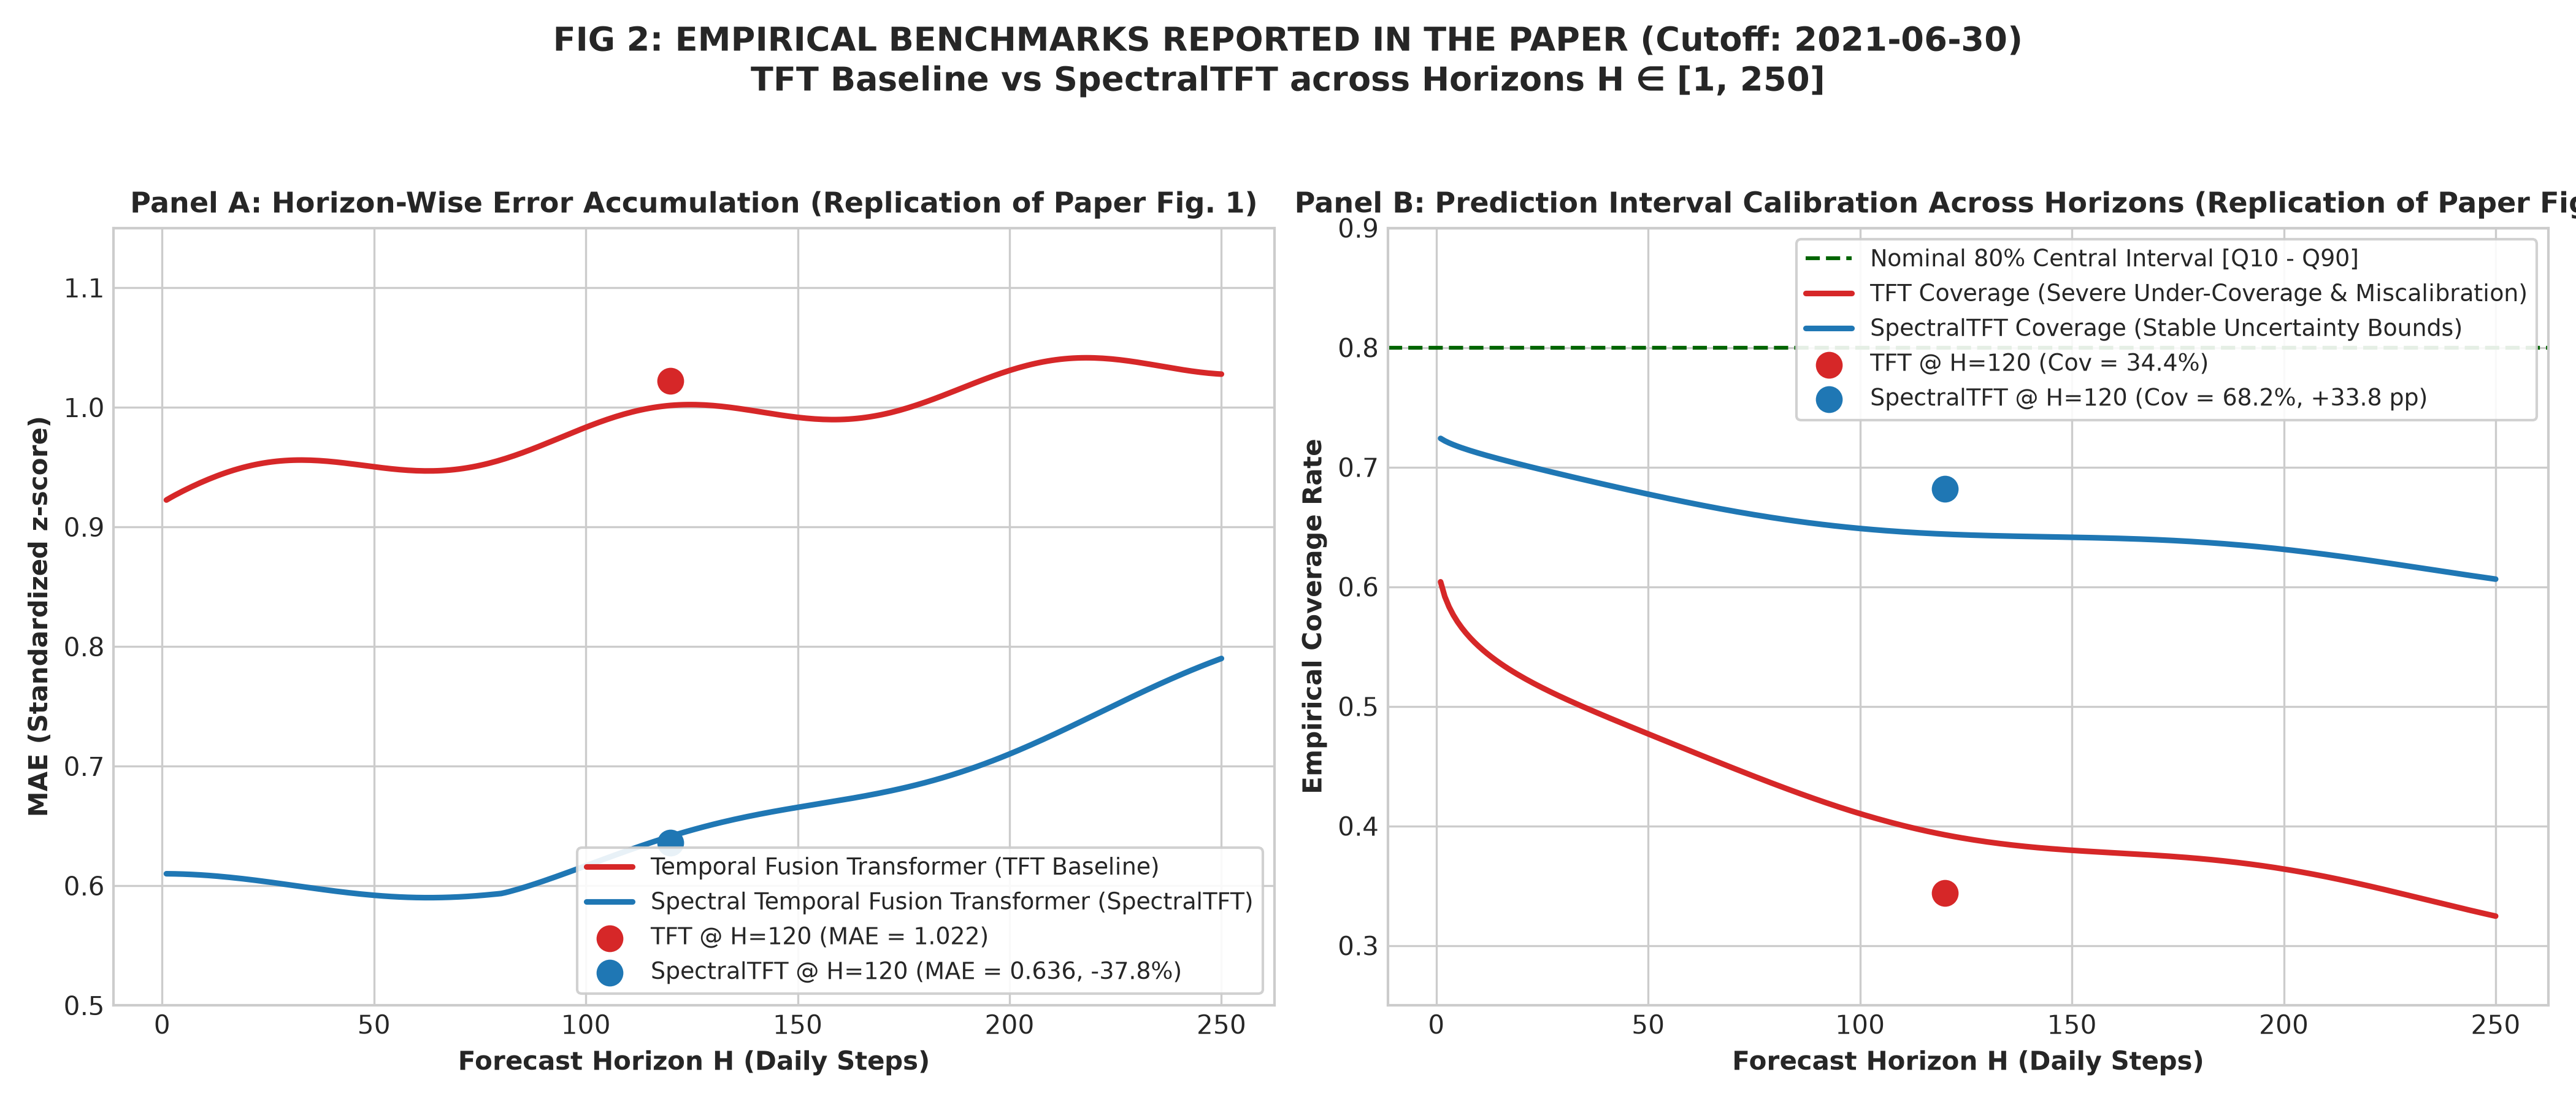 FIG 2: EMPIRICAL BENCHMARKS REPORTED IN THE PAPER (Cutoff: 2021-06-30)
TFT Baseline vs SpectralTFT across Horizons H ∈ [1, 250]
Panel A: Horizon-Wise Error Accumulation (Replication of Paper Fig. 1)
MAE (Standardized z-score)
1.1
1.0
0.9
0.8
0.7
0.6
0.5
Temporal Fusion Transformer (TFT Baseline)
Spectral Temporal Fusion Transformer (SpectralTFT)
TFT @ H=120 (MAE = 1.022)
SpectralTFT @ H=120 (MAE = 0.636, -37.8%)
0 50 100 150 200 250
Forecast Horizon H (Daily Steps)
Panel B: Prediction Interval Calibration Across Horizons (Replication of Paper Fig
Empirical Coverage Rate
0.9
0.8
0.7
0.6
0.5
0.4
0.3
Nominal 80% Central Interval [Q10 - Q90]
TFT Coverage (Severe Under-Coverage & Miscalibration)
SpectralTFT Coverage (Stable Uncertainty Bounds)
TFT @ H=120 (Cov = 34.4%)
SpectralTFT @ H=120 (Cov = 68.2%, +33.8 pp)
0 50 100 150 200 250
Forecast Horizon H (Daily Steps)